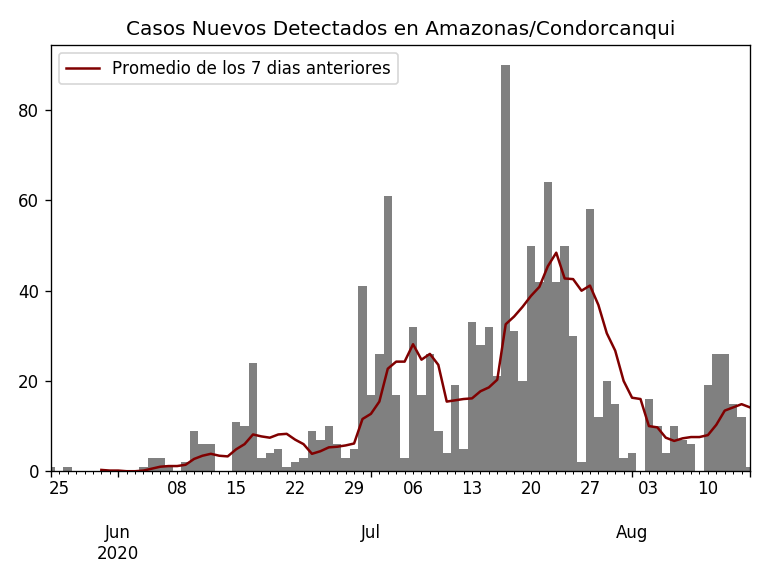 Casos Nuevos Detectados en Amazonas/Condorcanqui
Promedio de los 7 dias anteriores
80
60
40
20
0
25 08 15 22 29 06 13 20 27 03 10
Jun Jul Aug
2020